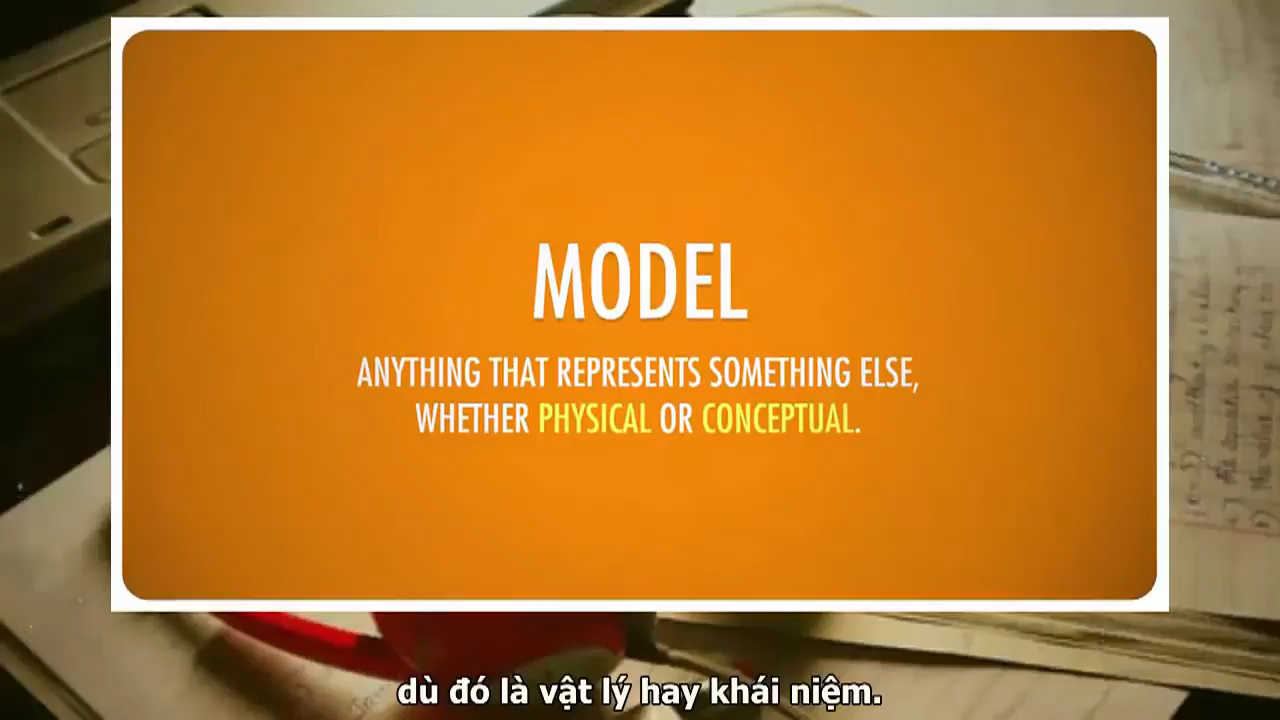 MODEL
ANYTHING THAT REPRESENTS SOMETHING ELSE,
WHETHER PHYSICAL OR CONCEPTUAL.
dù đó là vật lý hay khái niệm.